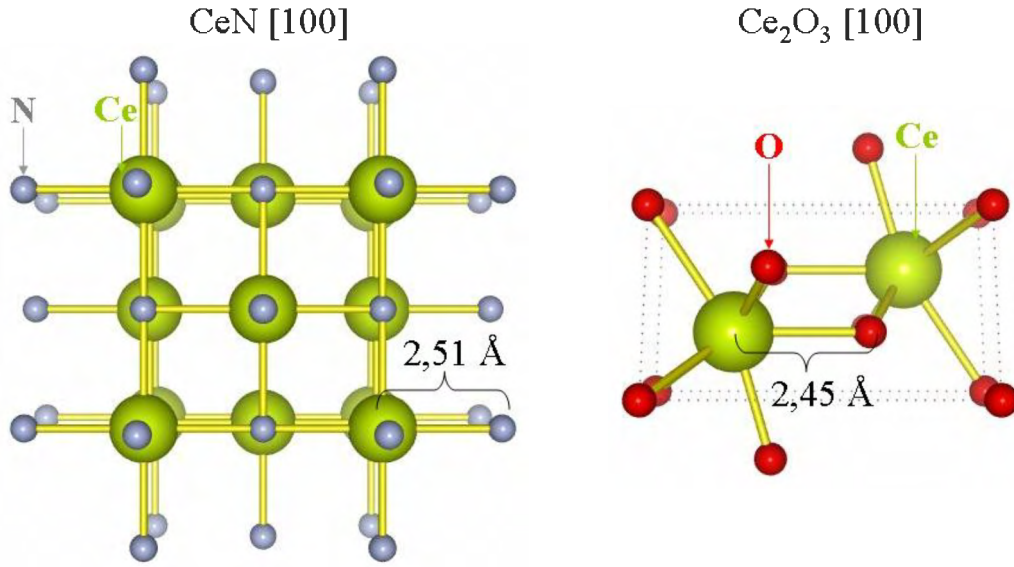 CeN [100]
Ce₂O₃ [100]
N
Ce
O
Ce
2,51 Å
2,45 Å